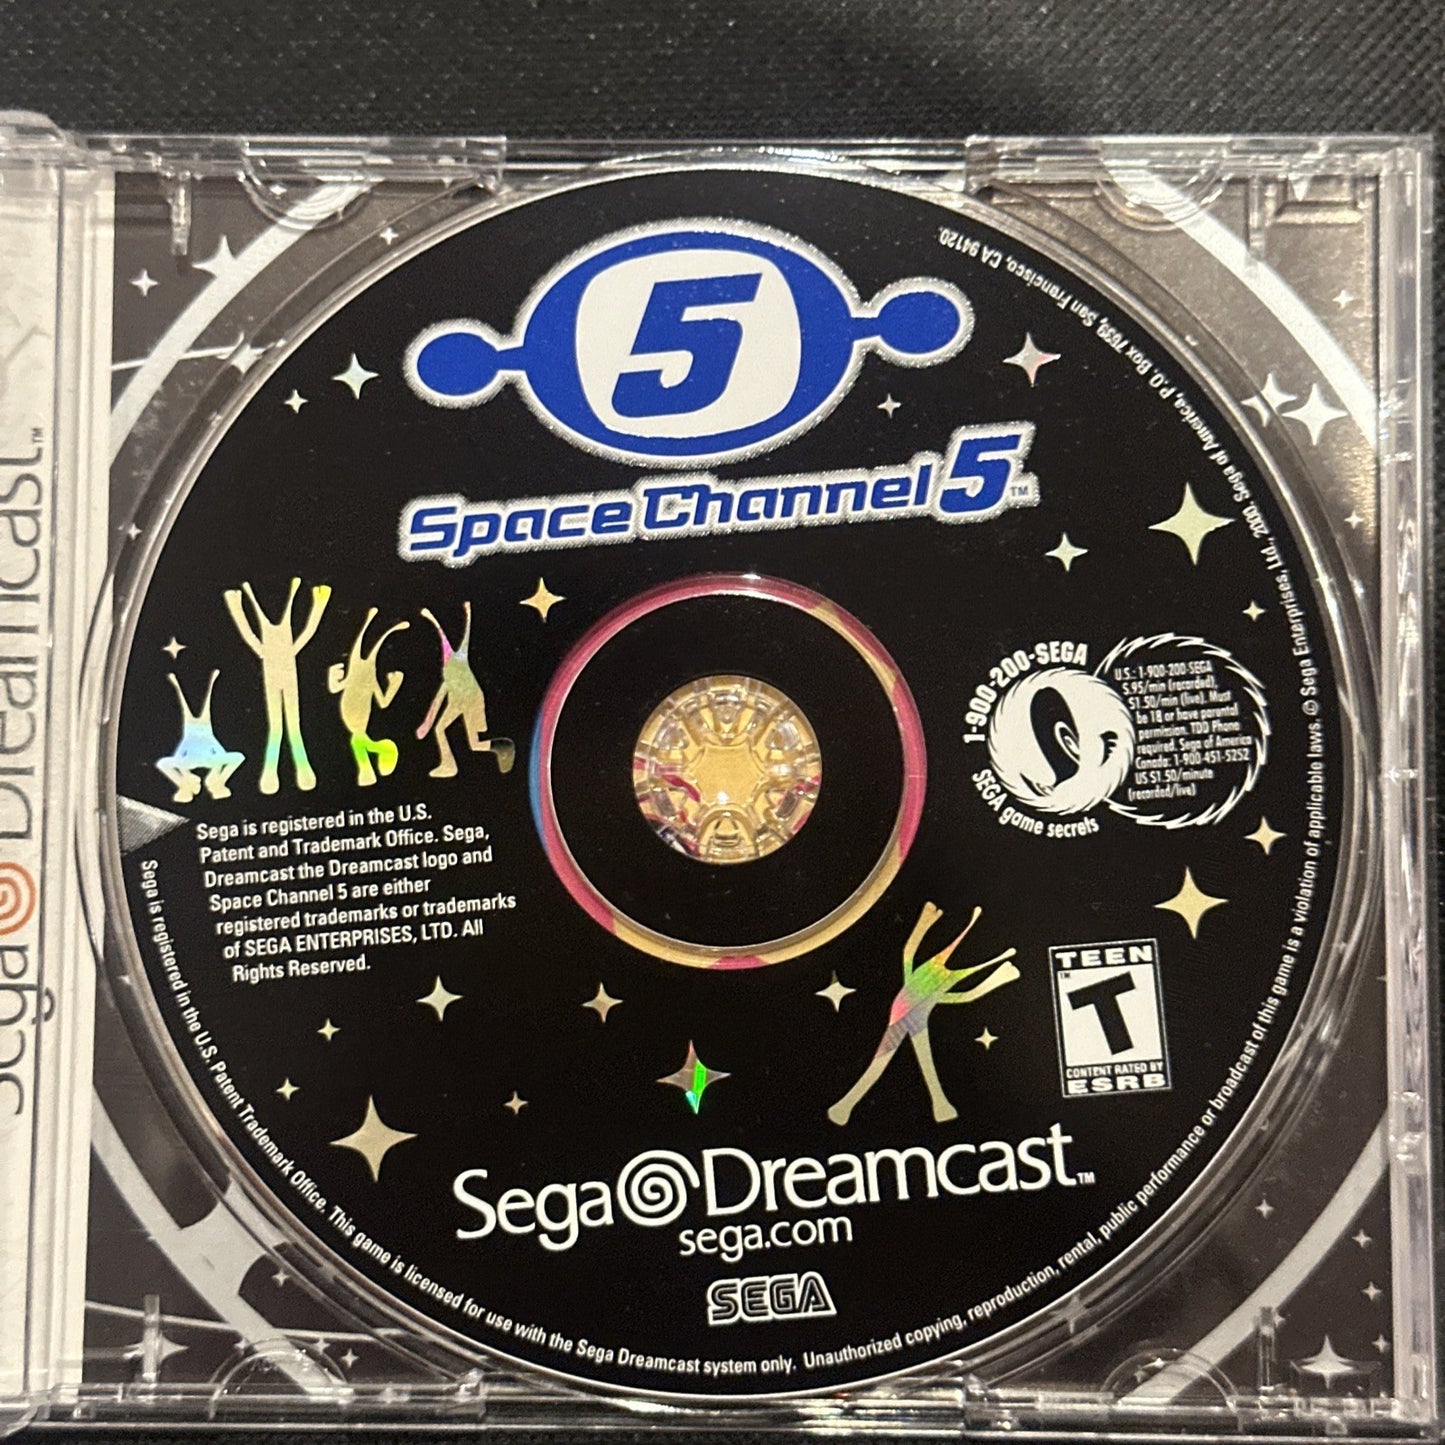 5
Space Channel 5™
1-900-200-SEGA
SEGA game secrets
U.S.: 1-900-200-SEGA
$.95/min (recorded),
$1.50/min (live). Must
be 18 or have parental
permission. TDD Phone
required. Sega of America
Canada: 1-900-451-5252
US $1.50/minute
(recorded/live)
Sega is registered in the U.S.
Patent and Trademark Office. Sega,
Dreamcast the Dreamcast logo and
Space Channel 5 are either
registered trademarks or trademarks
of SEGA ENTERPRISES, LTD. All
Rights Reserved.
TEEN
T
™
CONTENT RATED BY
ESRB
Sega Dreamcast™
sega.com
SEGA
Sega is registered in the U.S. Patent Trademark Office. This game is licensed for use with the Sega Dreamcast system only. Unauthorized copying, reproduction, rental, public performance or broadcast of this game is a violation of applicable laws. © Sega Enterprises, Ltd., 2000 Sega of America, P.O. Box 7639, San Francisco, CA 94120.
Sega Dreamcast™